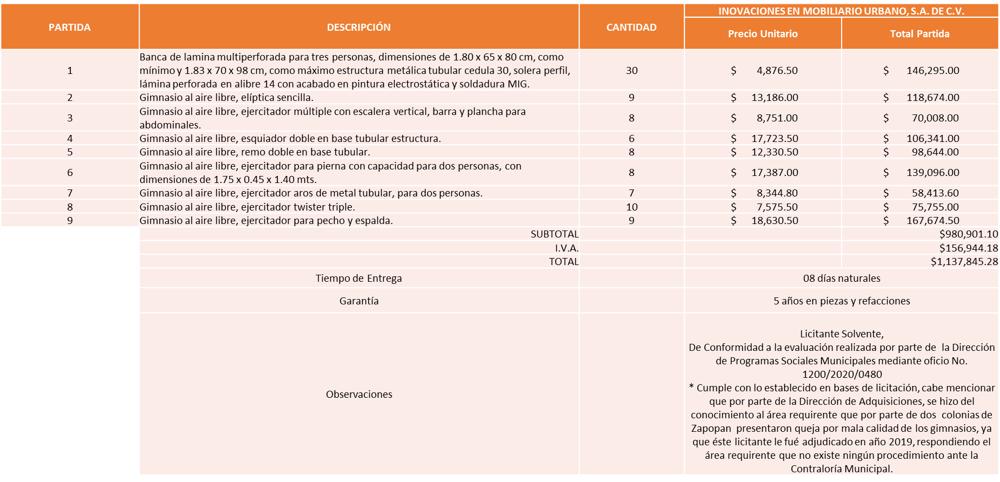 PARTIDA DESCRIPCIÓN CANTIDAD INOVACIONES EN MOBILIARIO URBANO, S.A. DE C.V.
Precio Unitario Total Partida
1 Banca de lamina multiperforada para tres personas, dimensiones de 1.80 x 65 x 80 cm, como
mínimo y 1.83 x 70 x 98 cm, como máximo estructura metálica tubular cedula 30, solera perfil,
lámina perforada en alibre 14 con acabado en pintura electrostática y soldadura MIG. 30 $ 4,876.50 $ 146,295.00
2 Gimnasio al aire libre, elíptica sencilla. 9 $ 13,186.00 $ 118,674.00
3 Gimnasio al aire libre, ejercitador múltiple con escalera vertical, barra y plancha para
abdominales. 8 $ 8,751.00 $ 70,008.00
4 Gimnasio al aire libre, esquiador doble en base tubular estructura. 6 $ 17,723.50 $ 106,341.00
5 Gimnasio al aire libre, remo doble en base tubular. 8 $ 12,330.50 $ 98,644.00
6 Gimnasio al aire libre, ejercitador para pierna con capacidad para dos personas, con
dimensiones de 1.75 x 0.45 x 1.40 mts. 8 $ 17,387.00 $ 139,096.00
7 Gimnasio al aire libre, ejercitador aros de metal tubular, para dos personas. 7 $ 8,344.80 $ 58,413.60
8 Gimnasio al aire libre, ejercitador twister triple. 10 $ 7,575.50 $ 75,755.00
9 Gimnasio al aire libre, ejercitador para pecho y espalda. 9 $ 18,630.50 $ 167,674.50
SUBTOTAL $980,901.10
I.V.A. $156,944.18
TOTAL $1,137,845.28
Tiempo de Entrega 08 días naturales
Garantía 5 años en piezas y refacciones
Observaciones
Licitante Solvente,
De Conformidad a la evaluación realizada por parte de la Dirección
de Programas Sociales Municipales mediante oficio No.
1200/2020/0480
* Cumple con lo establecido en bases de licitación, cabe mencionar
que por parte de la Dirección de Adquisiciones, se hizo del
conocimiento al área requirente que por parte de dos colonias de
Zapopan presentaron queja por mala calidad de los gimnasios, ya
que éste licitante le fué adjudicado en año 2019, respondiendo el
área requirente que no existe ningún procedimiento ante la
Contraloría Municipal.